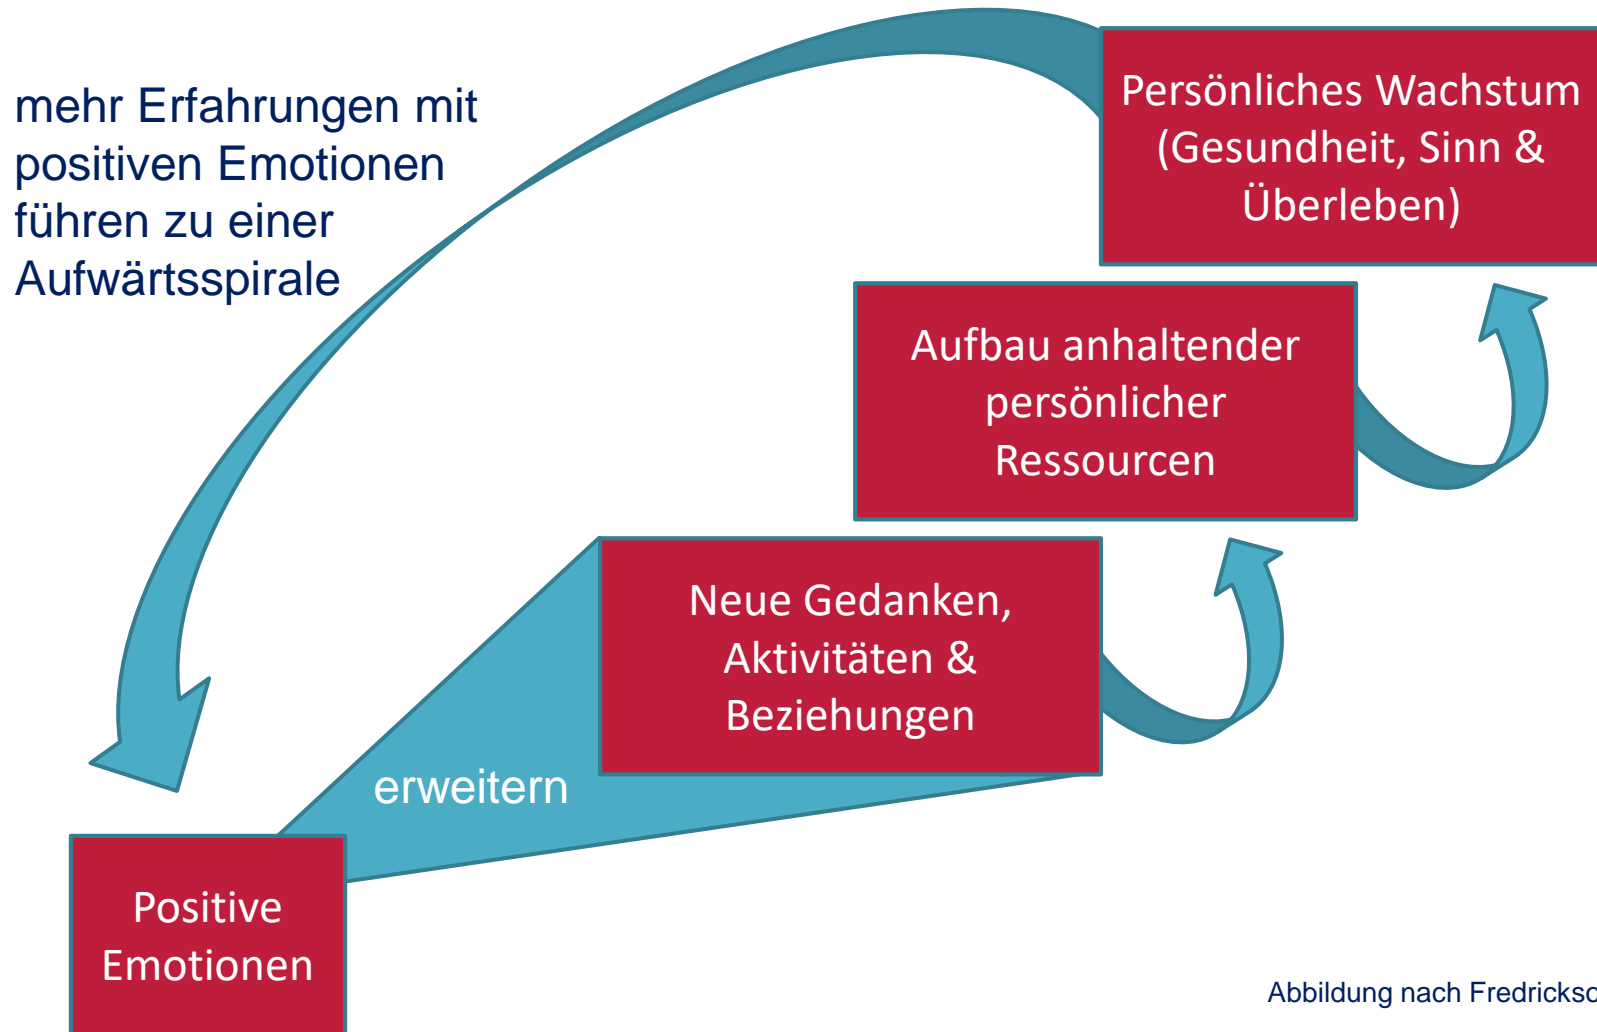 mehr Erfahrungen mit
positiven Emotionen
führen zu einer
Aufwärtsspirale
Persönliches Wachstum
(Gesundheit, Sinn &
Überleben)
Aufbau anhaltender
persönlicher
Ressourcen
Neue Gedanken,
Aktivitäten &
Beziehungen
erweitern
Positive
Emotionen
Abbildung nach